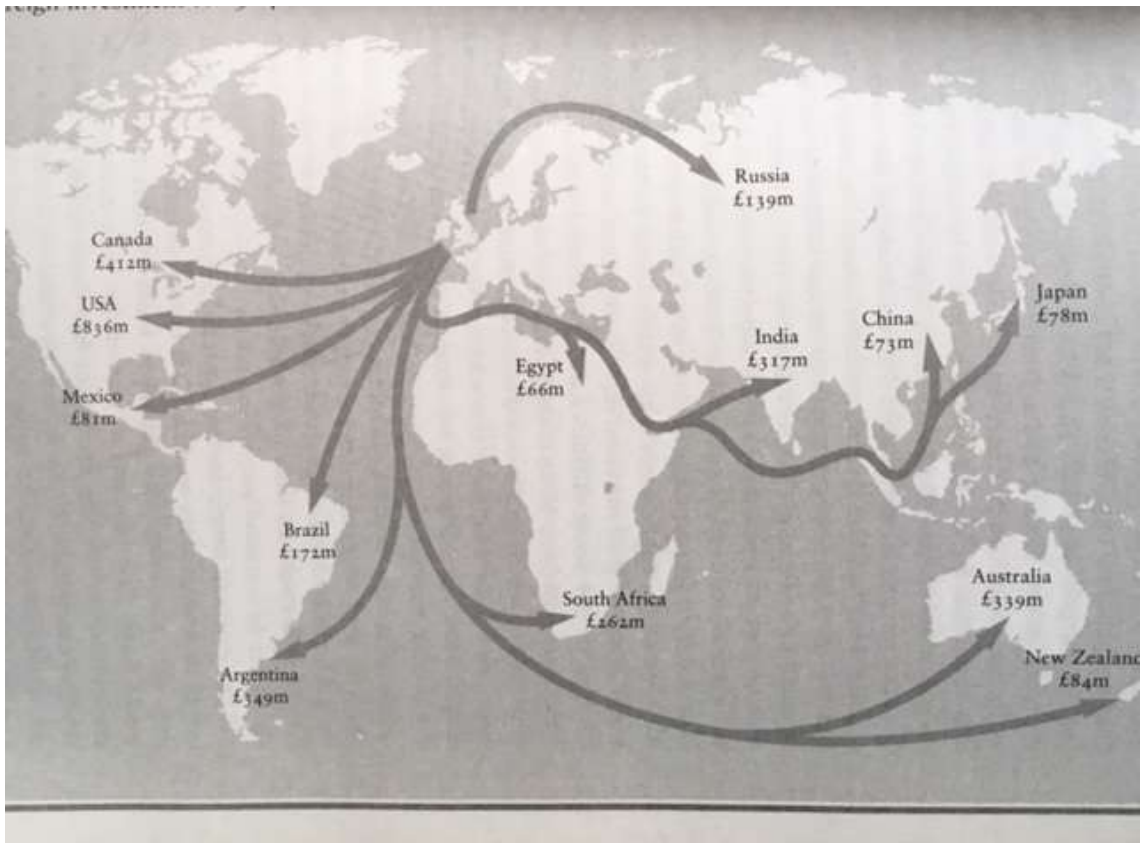 Russia
£139m
Canada
£412m
USA
£836m
Mexico
£81m
Japan
£78m
China
£73m
India
£317m
Egypt
£66m
Brazil
£172m
Australia
£339m
South Africa
£262m
New Zealand
£84m
Argentina
£349m